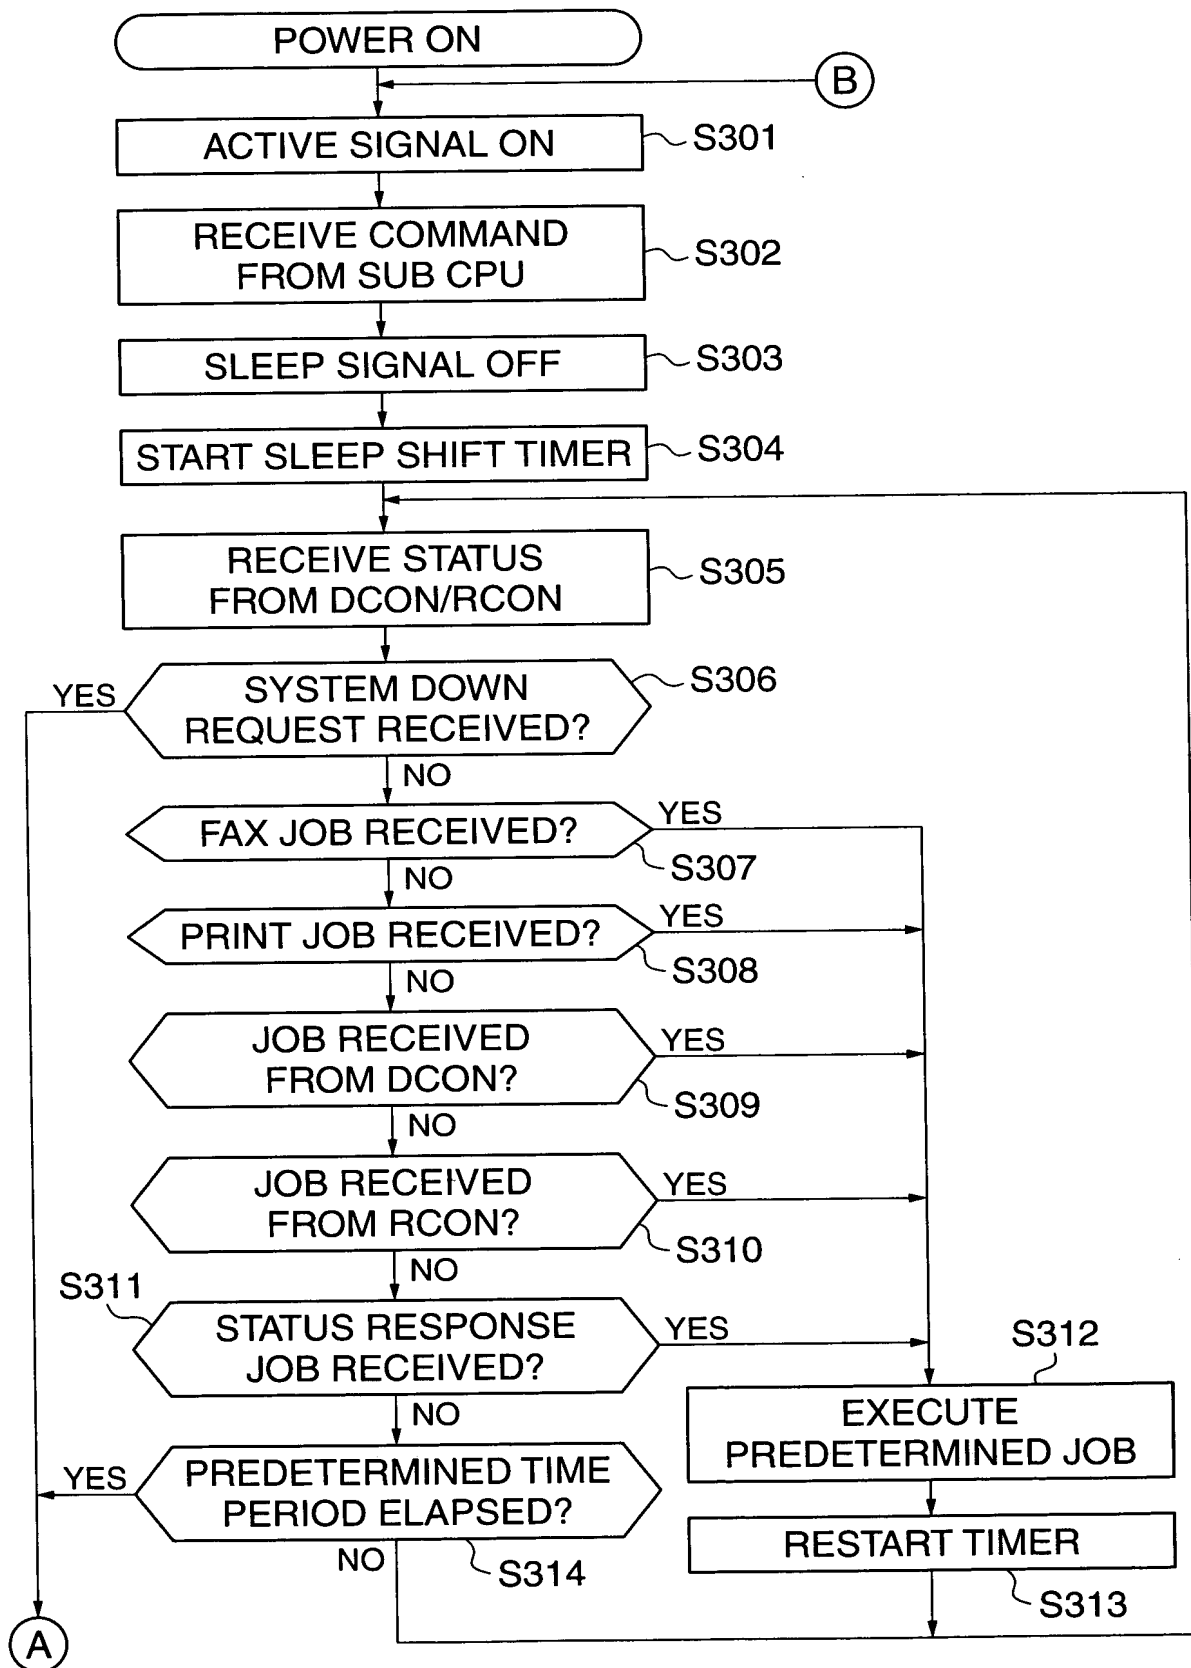 POWER ON
B
ACTIVE SIGNAL ON
S301
RECEIVE COMMAND
FROM SUB CPU
S302
SLEEP SIGNAL OFF
S303
START SLEEP SHIFT TIMER
S304
RECEIVE STATUS
FROM DCON/RCON
S305
SYSTEM DOWN
REQUEST RECEIVED?
S306
YES
NO
FAX JOB RECEIVED?
YES
S307
NO
PRINT JOB RECEIVED?
YES
S308
NO
JOB RECEIVED
FROM DCON?
YES
S309
NO
JOB RECEIVED
FROM RCON?
YES
S310
NO
S311
STATUS RESPONSE
JOB RECEIVED?
YES
NO
S312
EXECUTE
PREDETERMINED JOB
PREDETERMINED TIME
PERIOD ELAPSED?
YES
NO
S314
RESTART TIMER
S313
A